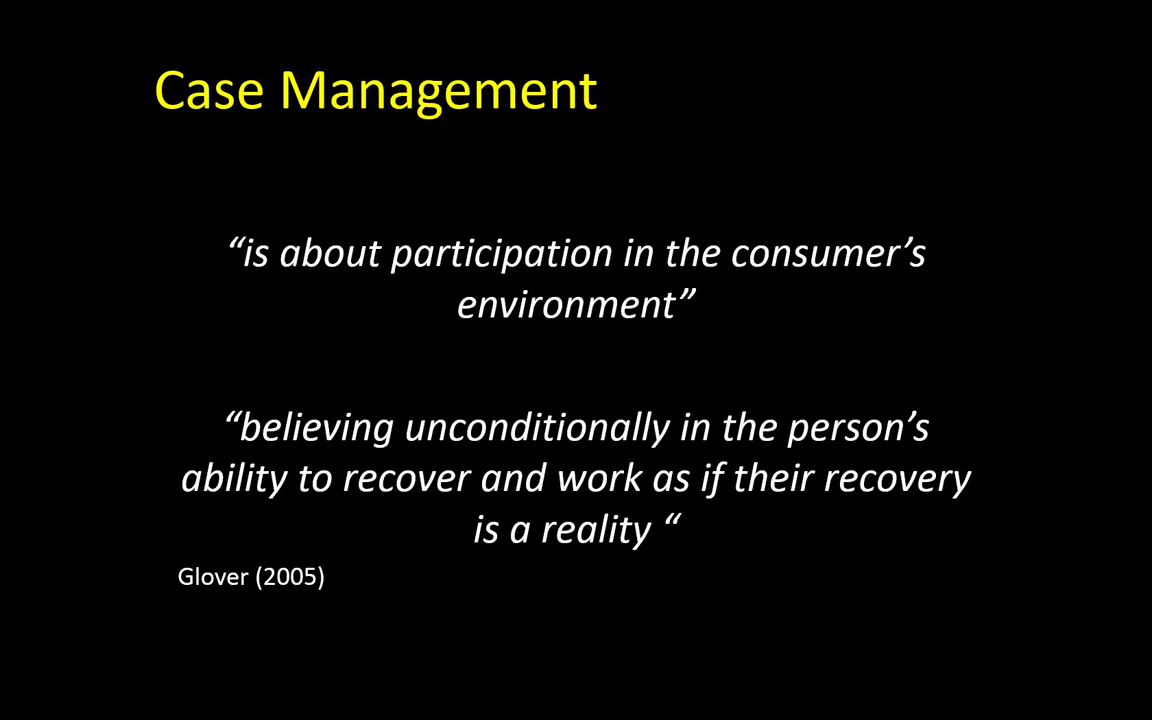 Case Management
“is about participation in the consumer’s
environment”
“believing unconditionally in the person’s
ability to recover and work as if their recovery
is a reality “
Glover (2005)